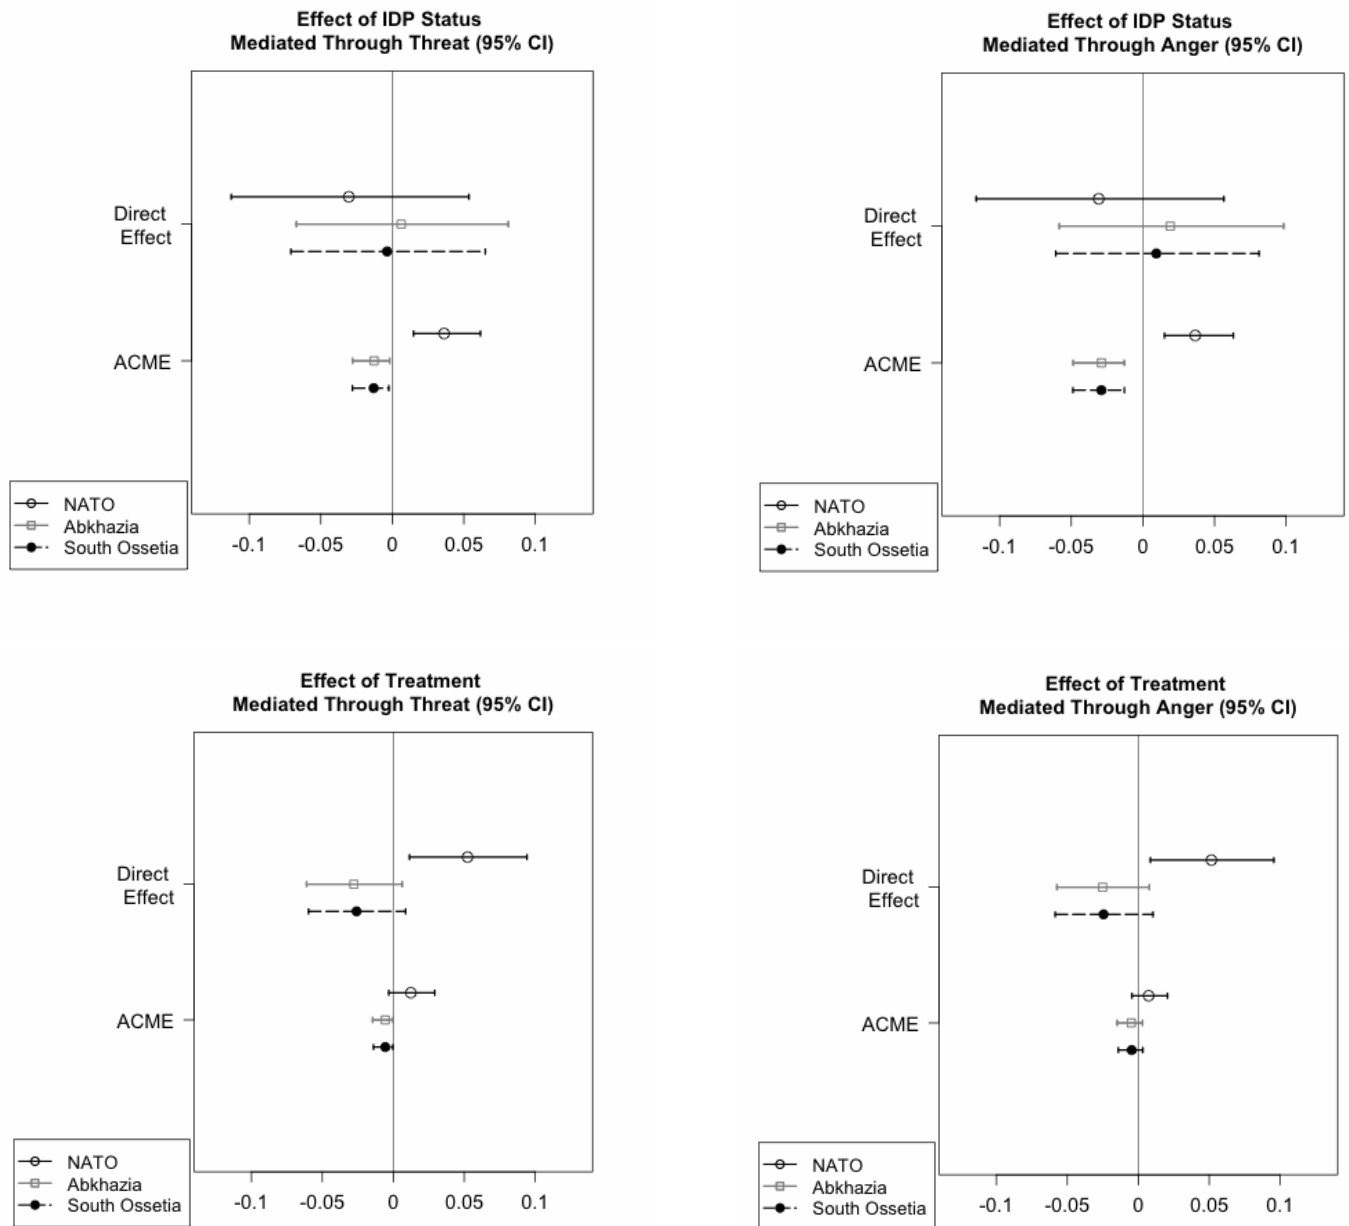 Effect of IDP Status
Mediated Through Threat (95% CI)
Direct
Effect
ACME
NATO
Abkhazia
South Ossetia
-0.1 -0.05 0 0.05 0.1
Effect of IDP Status
Mediated Through Anger (95% CI)
Direct
Effect
ACME
NATO
Abkhazia
South Ossetia
-0.1 -0.05 0 0.05 0.1
Effect of Treatment
Mediated Through Threat (95% CI)
Direct
Effect
ACME
NATO
Abkhazia
South Ossetia
-0.1 -0.05 0 0.05 0.1
Effect of Treatment
Mediated Through Anger (95% CI)
Direct
Effect
ACME
NATO
Abkhazia
South Ossetia
-0.1 -0.05 0 0.05 0.1